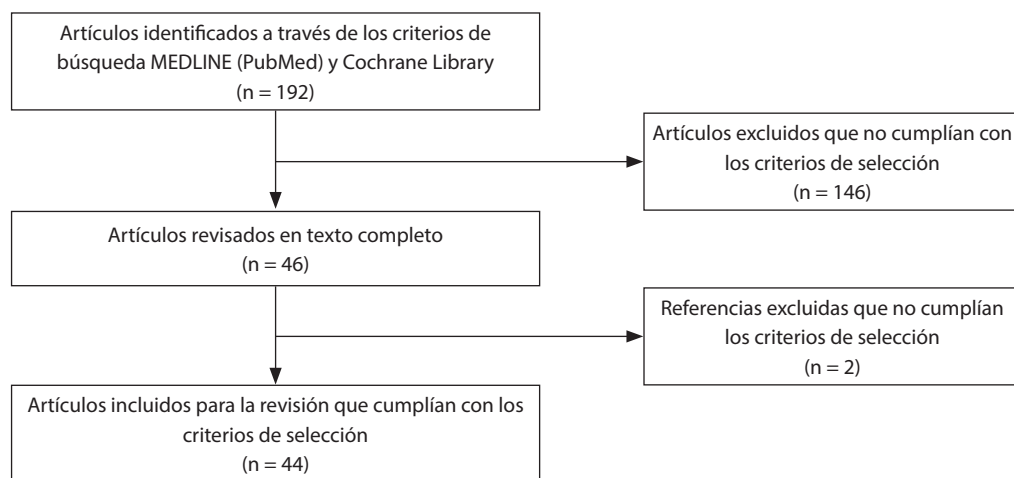 Artículos identificados a través de los criterios de
búsqueda MEDLINE (PubMed) y Cochrane Library
(n = 192)
Artículos excluidos que no cumplían con
los criterios de selección
(n = 146)
Artículos revisados en texto completo
(n = 46)
Referencias excluidas que no cumplían
los criterios de selección
(n = 2)
Artículos incluidos para la revisión que cumplían con los
criterios de selección
(n = 44)